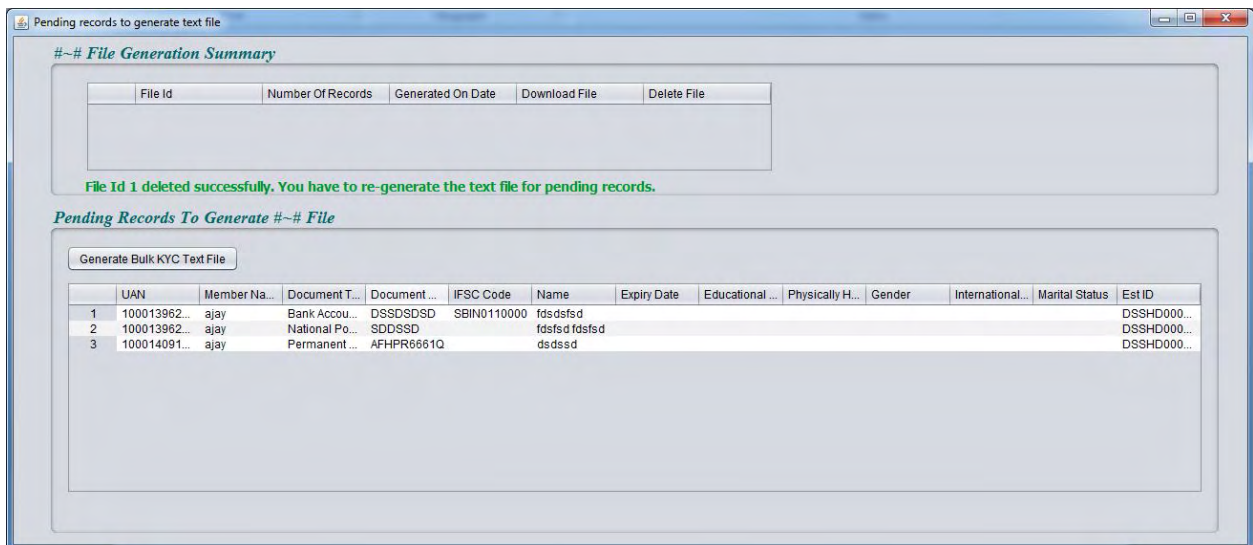 Pending records to generate text file
#~# File Generation Summary
File Id Number Of Records Generated On Date Download File Delete File
File Id 1 deleted successfully. You have to re-generate the text file for pending records.
Pending Records To Generate #~# File
Generate Bulk KYC Text File
UAN Member Na... Document T... Document ... IFSC Code Name Expiry Date Educational ... Physically H... Gender International... Marital Status Est ID
1 100013962... ajay Bank Accou... DSSDSDSD SBIN0110000 fdsdsfsd DSSHD000...
2 100013962... ajay National Po... SDDSSD fdsfsd fdsfsd DSSHD000...
3 100014091... ajay Permanent ... AFHPR6661Q dsdssd DSSHD000...